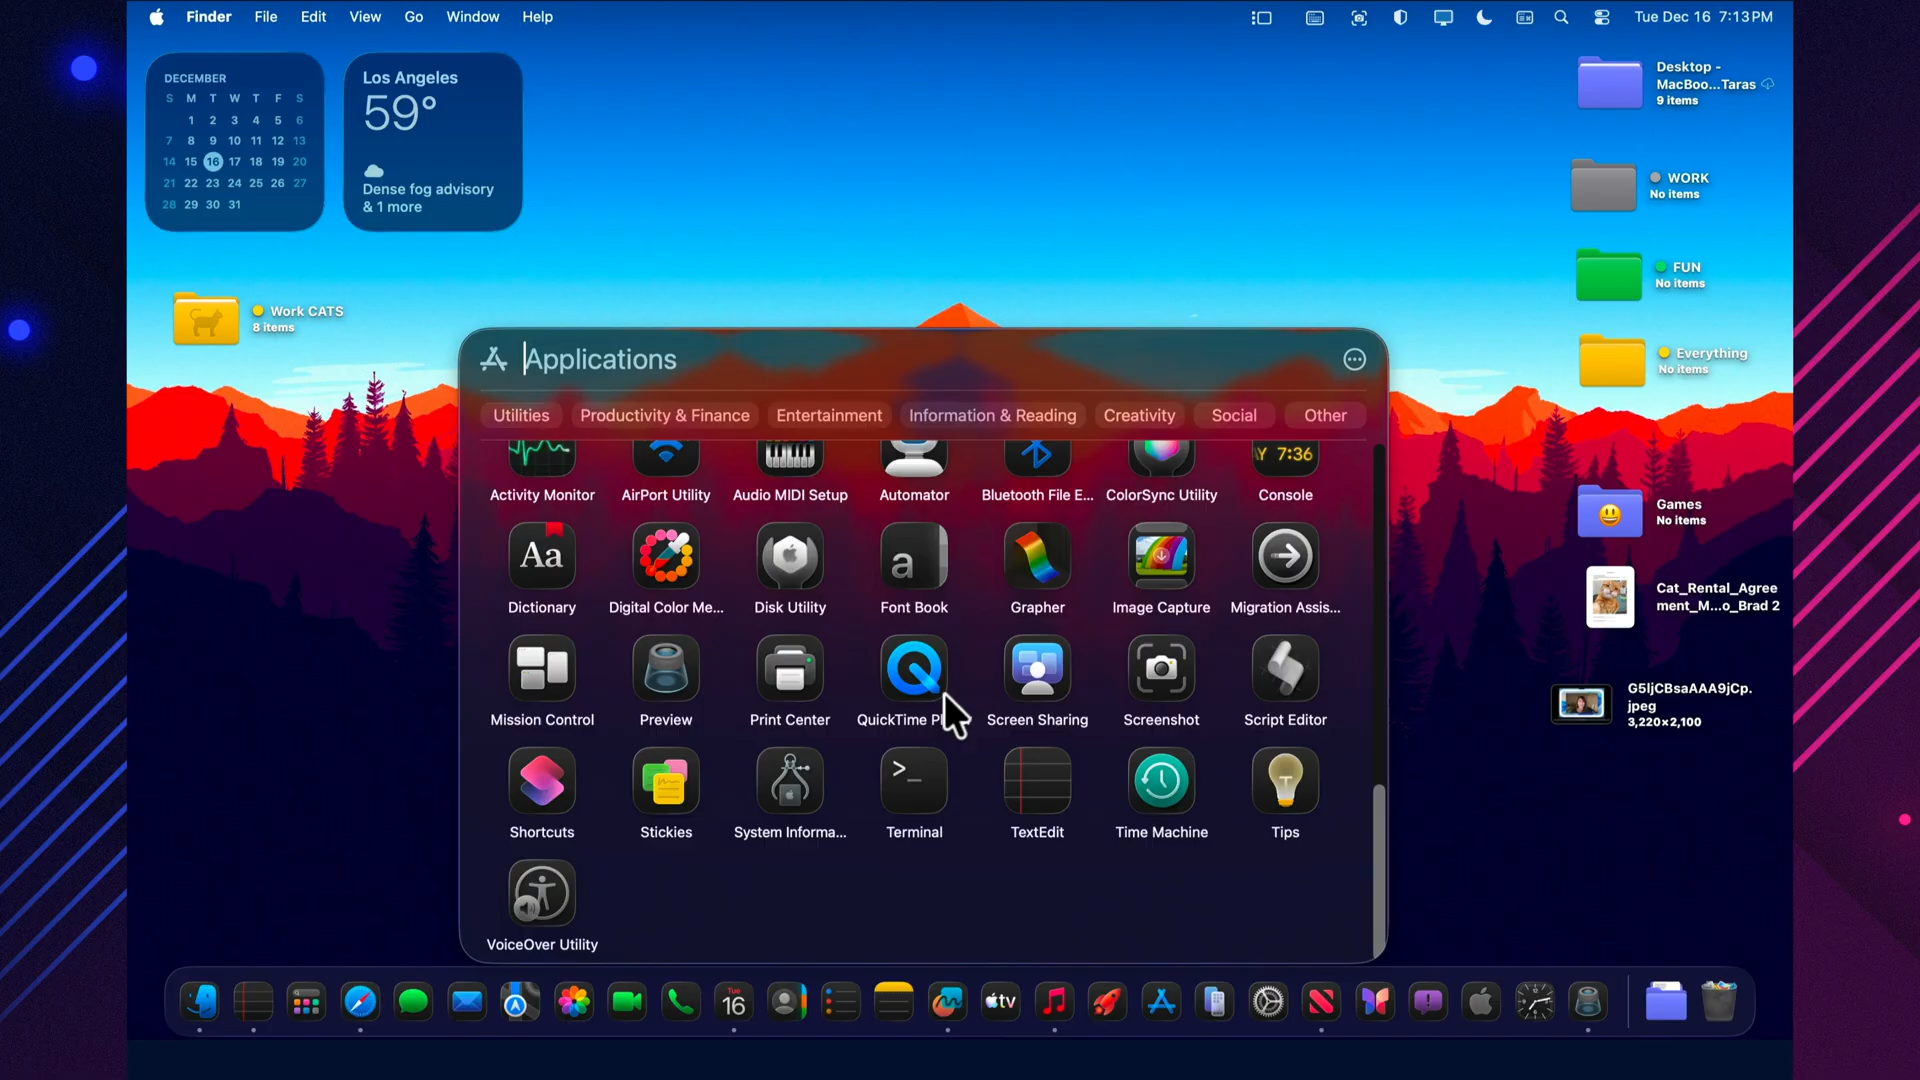 Finder File Edit View Go Window Help
Tue Dec 16 7:13 PM
DECEMBER
S M T W T F S
1 2 3 4 5 6
7 8 9 10 11 12 13
14 15 16 17 18 19 20
21 22 23 24 25 26 27
28 29 30 31
Los Angeles
59°
Dense fog advisory
& 1 more
Desktop -
MacBoo...Taras
9 items
WORK
No items
FUN
No items
Everything
No items
Work CATS
8 items
Games
No items
Cat_Rental_Agree
ment_M...o_Brad 2
G5ljCBsaAAA9jCp.
jpeg
3,220×2,100
Applications
Utilities Productivity & Finance Entertainment Information & Reading Creativity Social Other
Y 7:36
Activity Monitor AirPort Utility Audio MIDI Setup Automator Bluetooth File E... ColorSync Utility Console
Aa a
Dictionary Digital Color Me... Disk Utility Font Book Grapher Image Capture Migration Assis...
Mission Control Preview Print Center QuickTime Screen Sharing Screenshot Script Editor
>_
Shortcuts Stickies System Informa... Terminal TextEdit Time Machine Tips
VoiceOver Utility
Tue
16
tv